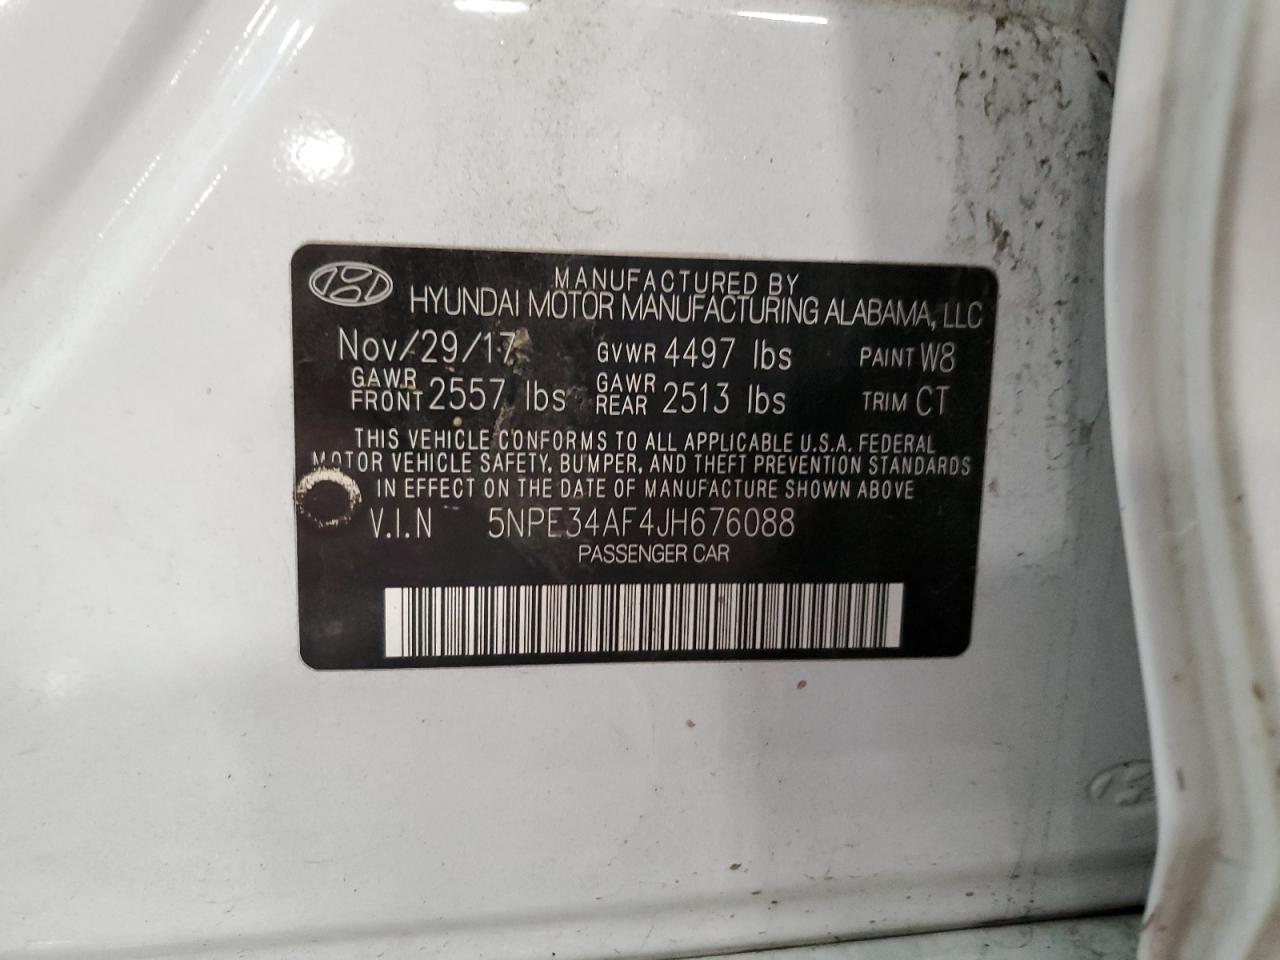 MANUFACTURED BY
HYUNDAI MOTOR MANUFACTURING ALABAMA, LLC
Nov/29/17 GVWR 4497 lbs PAINT W8
GAWR FRONT 2557 lbs GAWR REAR 2513 lbs TRIM CT
THIS VEHICLE CONFORMS TO ALL APPLICABLE U.S.A. FEDERAL
MOTOR VEHICLE SAFETY, BUMPER, AND THEFT PREVENTION STANDARDS
IN EFFECT ON THE DATE OF MANUFACTURE SHOWN ABOVE
V.I.N 5NPE34AF4JH676088
PASSENGER CAR